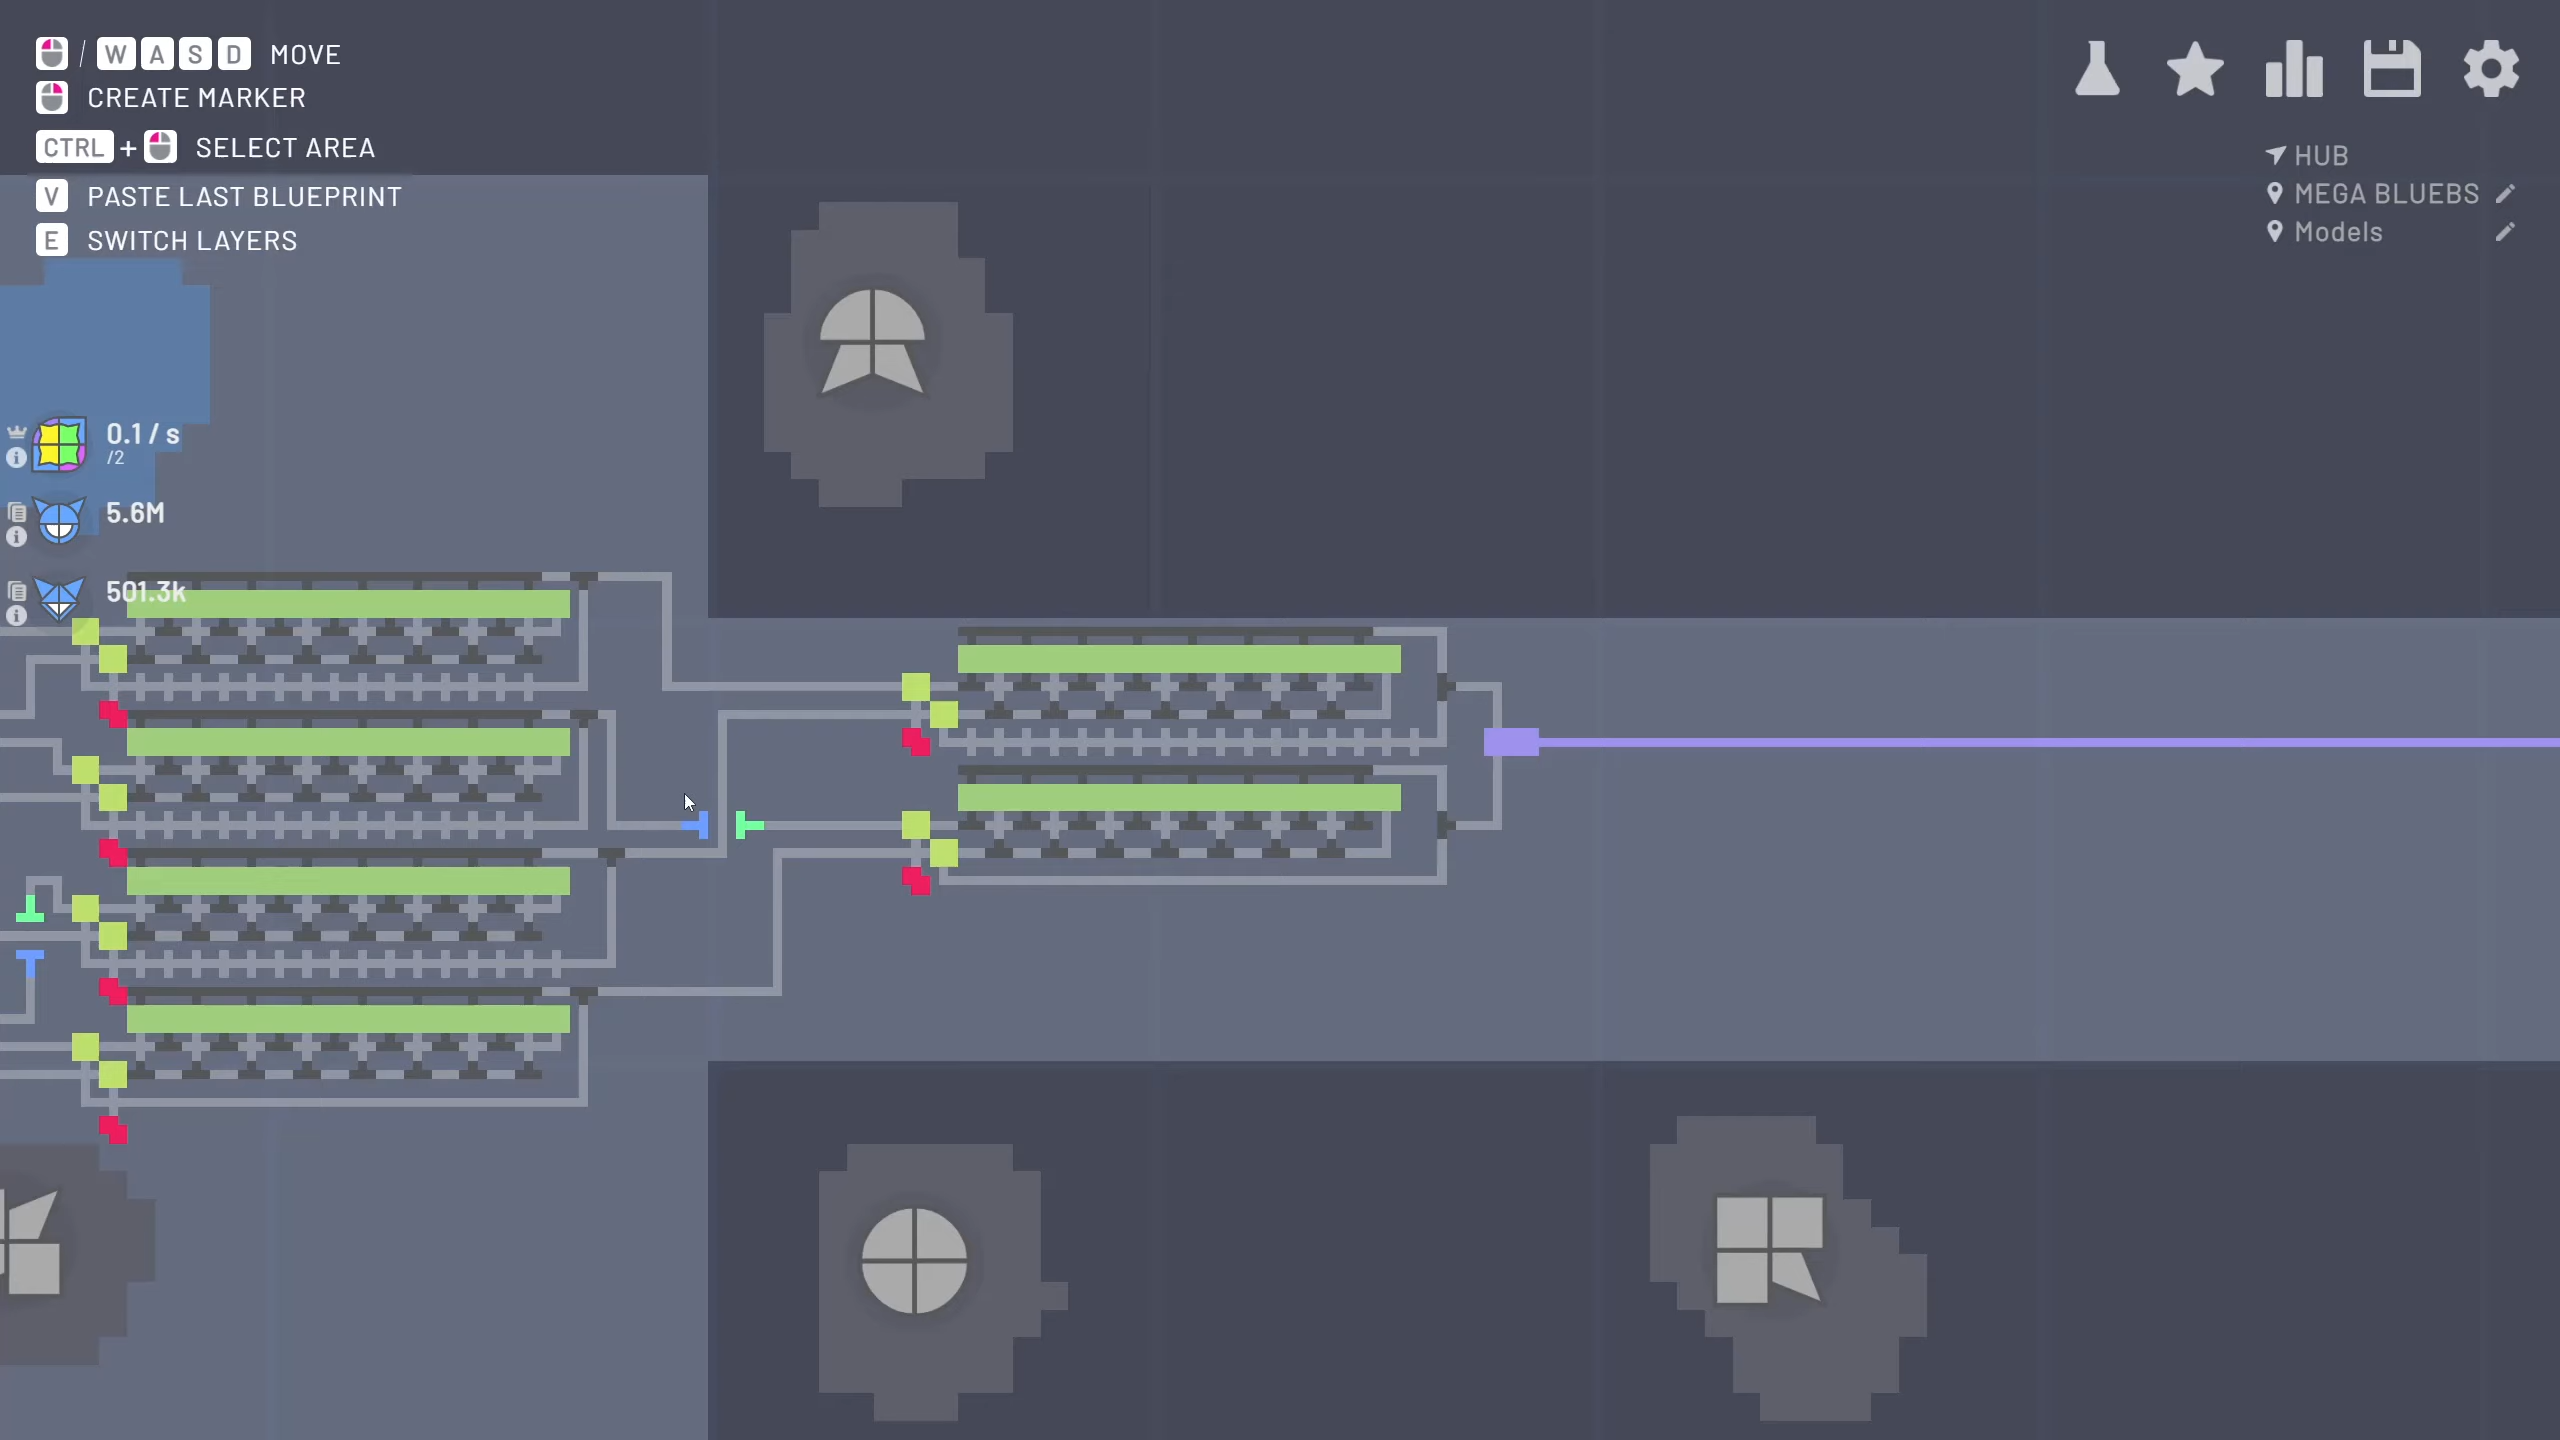 / W A S D MOVE
CREATE MARKER
CTRL + SELECT AREA
V PASTE LAST BLUEPRINT
E SWITCH LAYERS
HUB
MEGA BLUEBS
Models
0.1 / s
/2
5.6M
501.3k